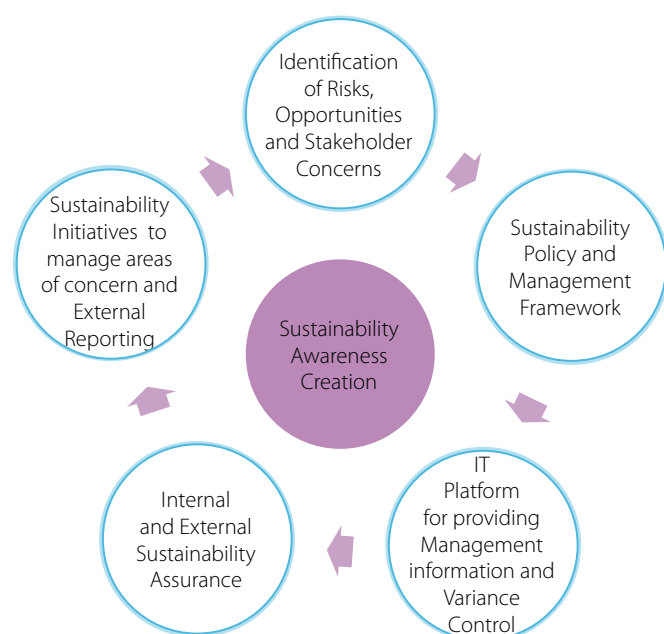 Identification
of Risks,
Opportunities
and Stakeholder
Concerns
Sustainability
Policy and
Management
Framework
IT
Platform
for providing
Management
information and
Variance
Control
Internal
and External
Sustainability
Assurance
Sustainability
Initiatives to
manage areas
of concern and
External
Reporting
Sustainability
Awareness
Creation